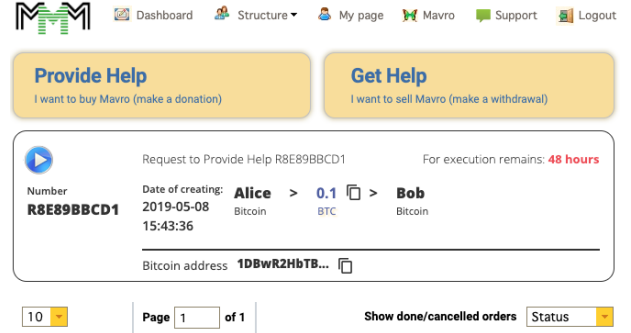 MMM Dashboard Structure My page Mavro Support Logout
Provide Help Get Help
I want to buy Mavro (make a donation) I want to sell Mavro (make a withdrawal)
Request to Provide Help R8E89BBCD1 For execution remains: 48 hours
Number Date of creating: Alice > 0.1 > Bob
R8E89BBCD1 2019-05-08 Bitcoin BTC Bitcoin
15:43:36
Bitcoin address 1DBwR2HbTB...
10 Page 1 of 1 Show done/cancelled orders Status